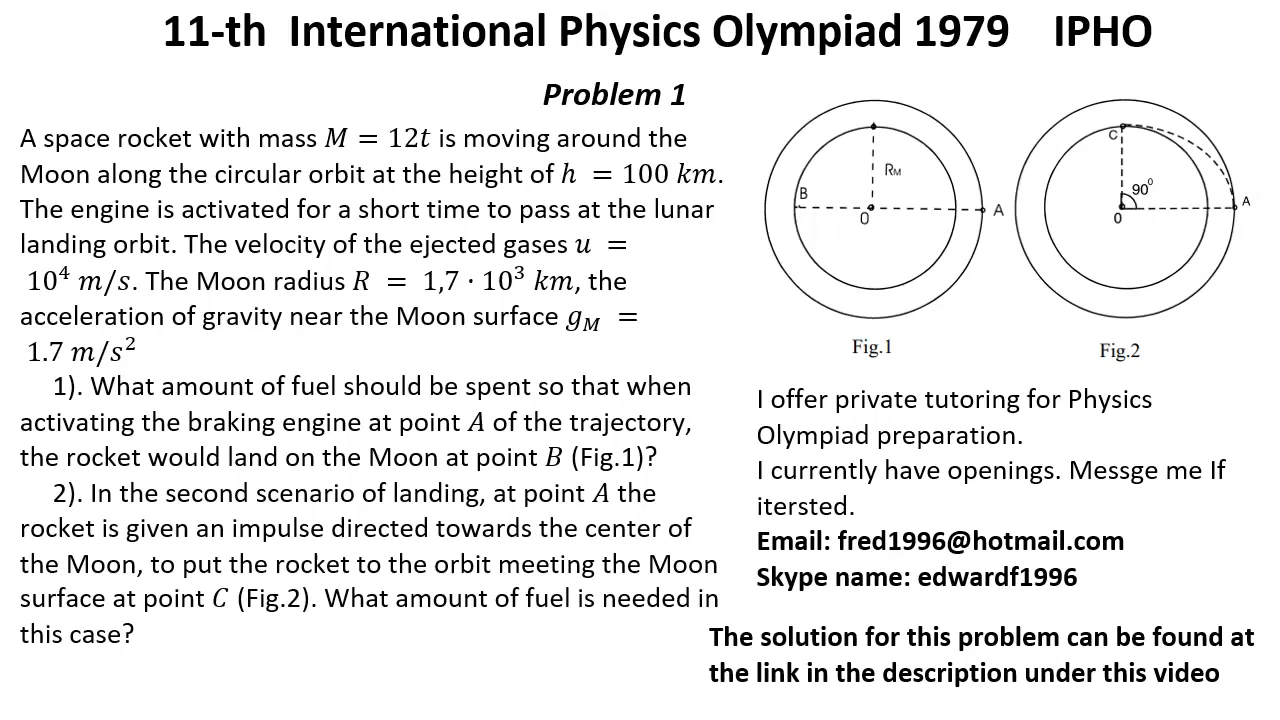 11-th International Physics Olympiad 1979 IPHO
Problem 1
A space rocket with mass 𝑀 = 12𝑡 is moving around the
Moon along the circular orbit at the height of ℎ = 100 𝑘𝑚.
The engine is activated for a short time to pass at the lunar
landing orbit. The velocity of the ejected gases 𝑢 =
10⁴ 𝑚/𝑠. The Moon radius 𝑅 = 1,7 · 10³ 𝑘𝑚, the
acceleration of gravity near the Moon surface 𝑔_𝑀 =
1.7 𝑚/𝑠²
1). What amount of fuel should be spent so that when
activating the braking engine at point 𝐴 of the trajectory,
the rocket would land on the Moon at point 𝐵 (Fig.1)?
2). In the second scenario of landing, at point 𝐴 the
rocket is given an impulse directed towards the center of
the Moon, to put the rocket to the orbit meeting the Moon
surface at point 𝐶 (Fig.2). What amount of fuel is needed in
this case?
R_M
B
O
A
Fig.1
C
90⁰
0
A
Fig.2
I offer private tutoring for Physics
Olympiad preparation.
I currently have openings. Messge me If
itersted.
Email: fred1996@hotmail.com
Skype name: edwardf1996
The solution for this problem can be found at
the link in the description under this video